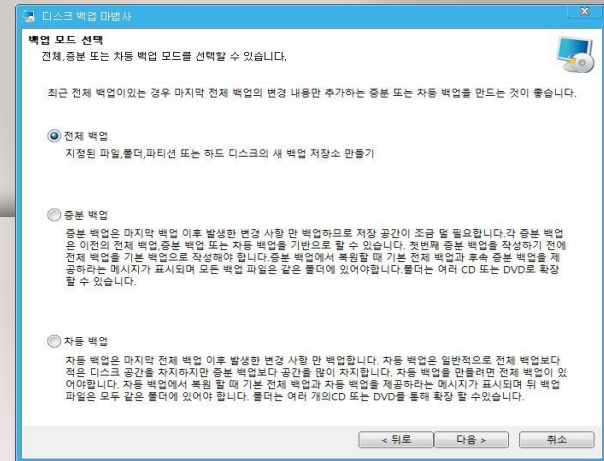 디스크 백업 마법사
백업 모드 선택
전체,증분 또는 차등 백업 모드를 선택할 수 있습니다.
최근 전체 백업이있는 경우 마지막 전체 백업의 변경 내용만 추가하는 증분 또는 차등 백업을 만드는 것이 좋습니다.
전체 백업
지정된 파일,폴더,파티션 또는 하드 디스크의 새 백업 저장소 만들기
증분 백업
증분 백업은 마지막 백업 이후 발생한 변경 사항 만 백업하므로 저장 공간이 조금 덜 필요합니다.각 증분 백업
은 이전의 전체 백업,증분 백업 또는 차등 백업을 기반으로 할 수 있습니다. 첫번째 증분 백업을 작성하기 전에
전체 백업을 기본 백업으로 작성해야 합니다.증분 백업에서 복원할 때 기본 전체 백업과 후속 증분 백업을 제
공하라는 메시지가 표시되며 모든 백업 파일은 같은 폴더에 있어야합니다.폴더는 여러 CD 또는 DVD로 확장
할 수 있습니다.
차등 백업
차등 백업은 마지막 전체 백업 이후 발생한 변경 사항 만 백업합니다. 차등 백업은 일반적으로 전체 백업보다
적은 디스크 공간을 차지하지만 증분 백업보다 공간을 많이 차지합니다. 차등 백업을 만들려면 전체 백업이 있
어야합니다. 차등 백업에서 복원 할 때 기본 전체 백업과 차등 백업을 제공하라는 메시지가 표시되며 뒤 백업
파일은 모두 같은 폴더에 있어야 합니다. 폴더는 여러 개의CD 또는 DVD를 통해 확장 할 수있습니다.
< 뒤로 다음 > 취소